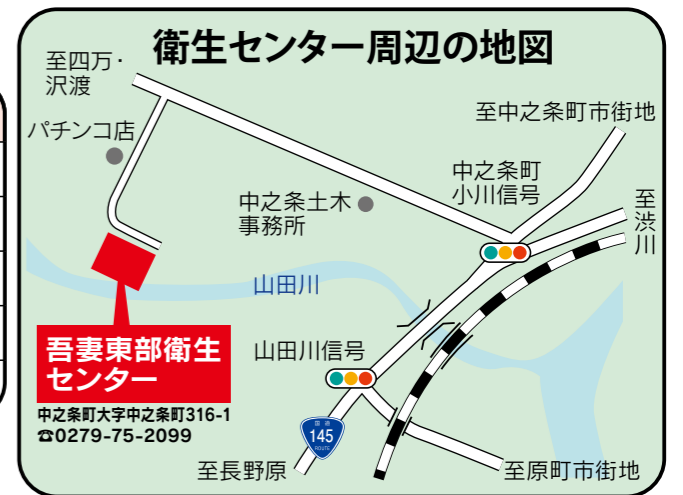 衛生センター周辺の地図
至四万・
沢渡
パチンコ店
至中之条町市街地
中之条町
小川信号
至渋川
中之条土木
事務所
山田川
吾妻東部衛生
センター
中之条町大字中之条町316-1
☎0279-75-2099
山田川信号
国道
145
ROUTE
至長野原
至原町市街地